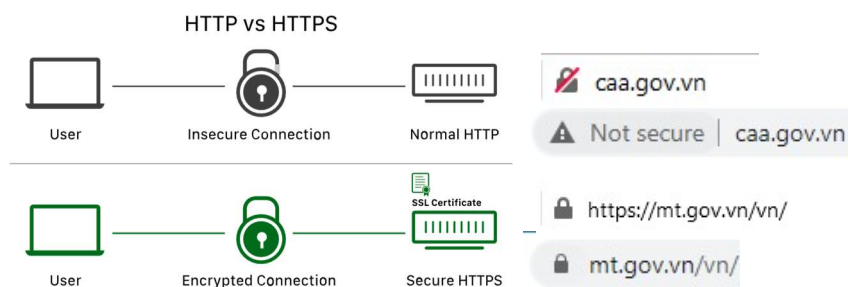 HTTP vs HTTPS
User
Insecure Connection
Normal HTTP
caa.gov.vn
Not secure | caa.gov.vn
SSL Certificate
User
Encrypted Connection
Secure HTTPS
https://mt.gov.vn/vn/
mt.gov.vn/vn/